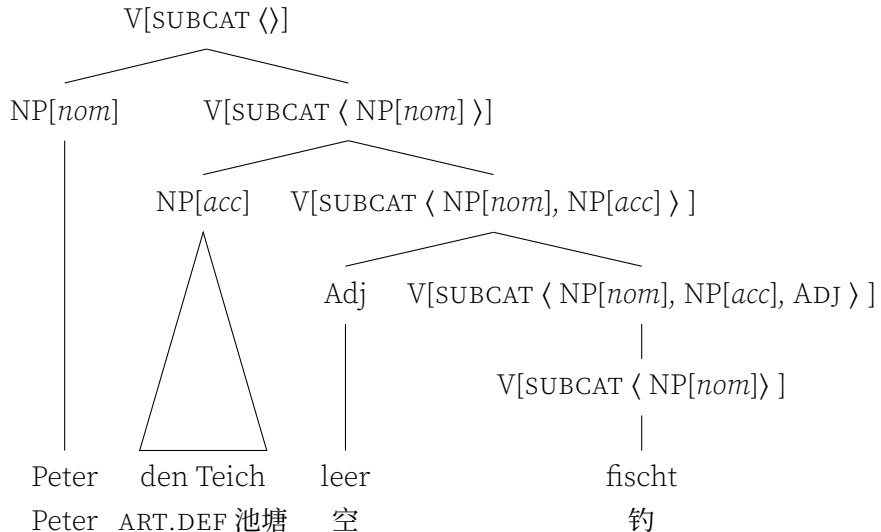 V[SUBCAT ⟨⟩]
NP[nom] V[SUBCAT ⟨ NP[nom] ⟩]
NP[acc] V[SUBCAT ⟨ NP[nom], NP[acc] ⟩ ]
Adj V[SUBCAT ⟨ NP[nom], NP[acc], ADJ ⟩ ]
V[SUBCAT ⟨ NP[nom]⟩ ]
Peter den Teich leer fischt
Peter ART.DEF 池塘 空 钓